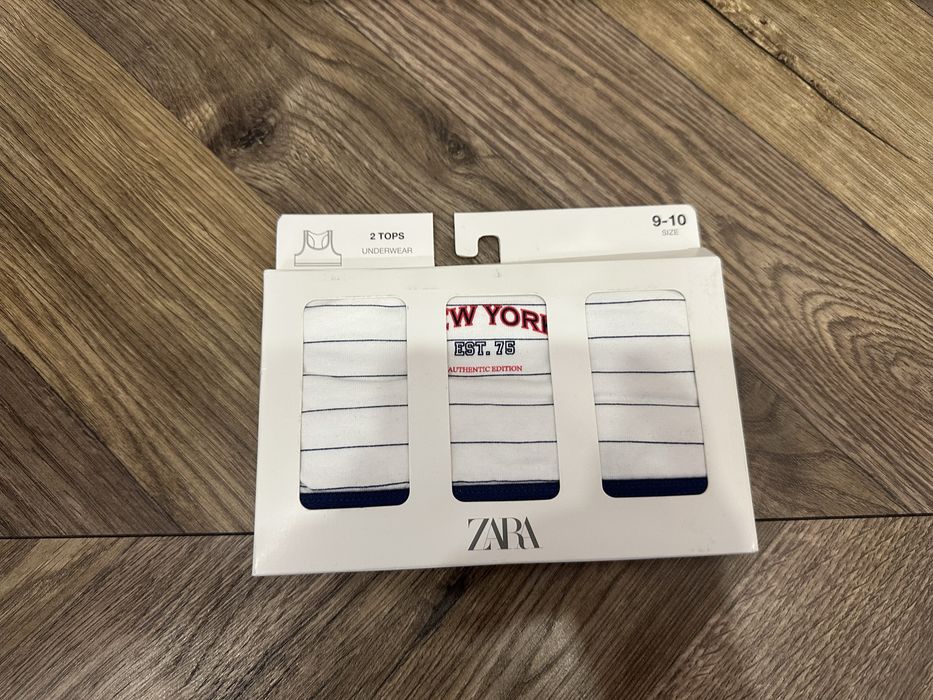 2 TOPS
UNDERWEAR
9-10
SIZE
EW YORK
EST. 75
AUTHENTIC EDITION
ZARA